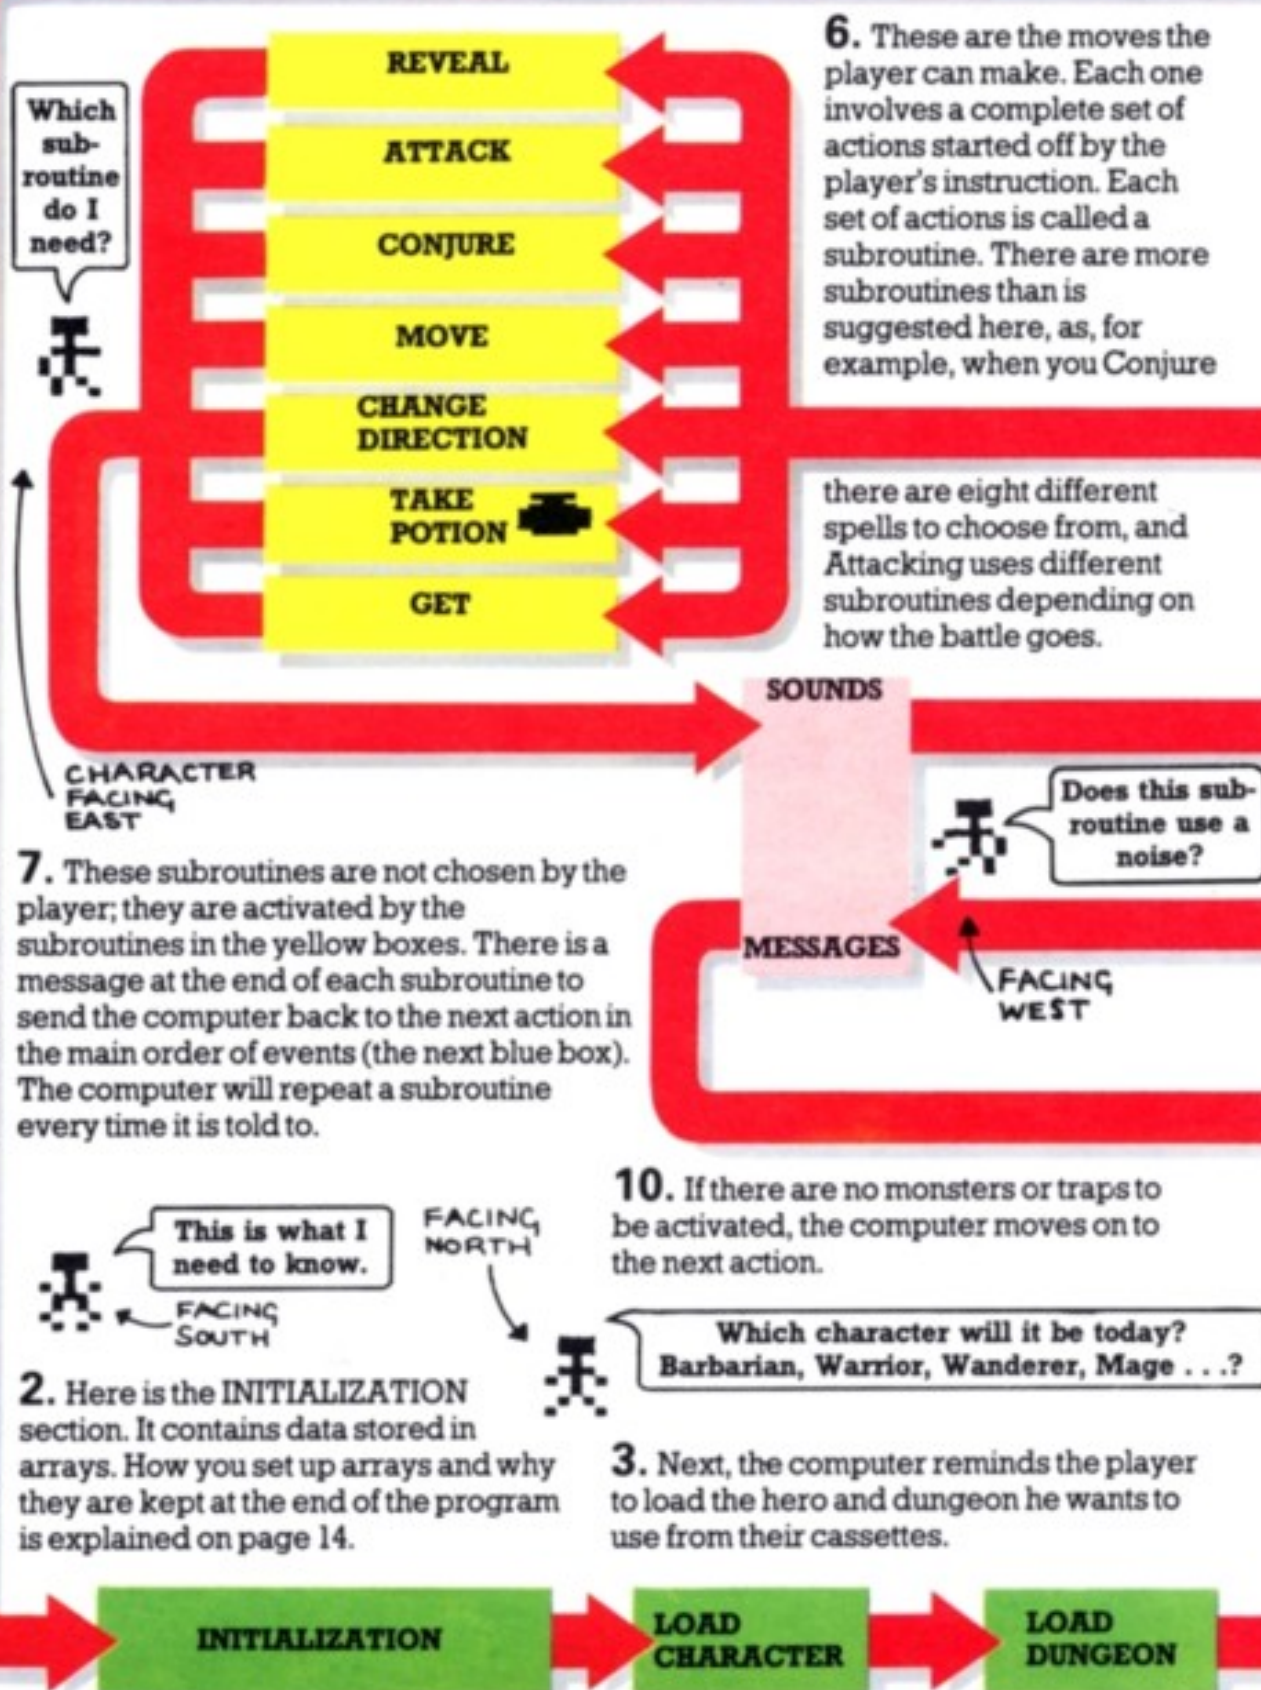 REVEAL
ATTACK
CONJURE
MOVE
CHANGE
DIRECTION
TAKE
POTION
GET
Which
sub-
routine
do I
need?
6. These are the moves the
player can make. Each one
involves a complete set of
actions started off by the
player's instruction. Each
set of actions is called a
subroutine. There are more
subroutines than is
suggested here, as, for
example, when you Conjure
there are eight different
spells to choose from, and
Attacking uses different
subroutines depending on
how the battle goes.
SOUNDS
CHARACTER
FACING
EAST
Does this sub-
routine use a
noise?
MESSAGES
FACING
WEST
7. These subroutines are not chosen by the
player; they are activated by the
subroutines in the yellow boxes. There is a
message at the end of each subroutine to
send the computer back to the next action in
the main order of events (the next blue box).
The computer will repeat a subroutine
every time it is told to.
10. If there are no monsters or traps to
be activated, the computer moves on to
the next action.
This is what I
need to know.
FACING
SOUTH
FACING
NORTH
Which character will it be today?
Barbarian, Warrior, Wanderer, Mage . . .?
2. Here is the INITIALIZATION
section. It contains data stored in
arrays. How you set up arrays and why
they are kept at the end of the program
is explained on page 14.
3. Next, the computer reminds the player
to load the hero and dungeon he wants to
use from their cassettes.
INITIALIZATION
LOAD
CHARACTER
LOAD
DUNGEON